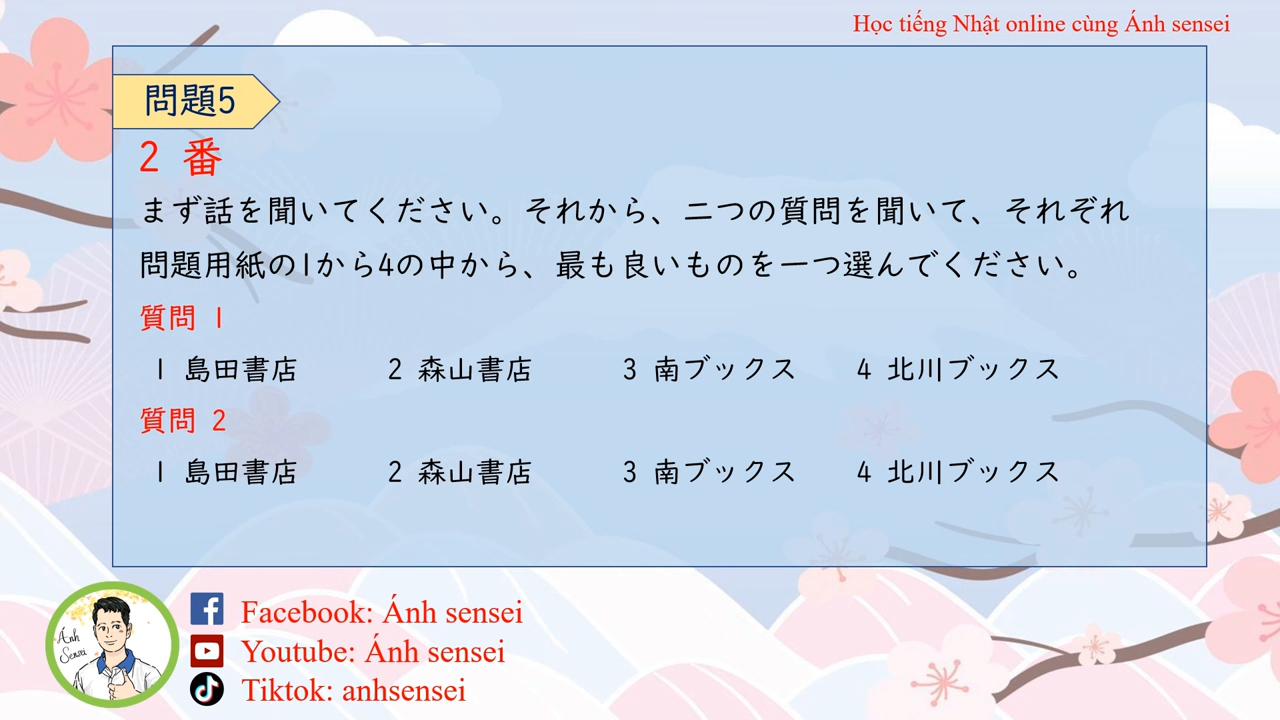 Học tiếng Nhật online cùng Ánh sensei
問題5
2 番
まず話を聞いてください。それから、二つの質問を聞いて、それぞれ
問題用紙の1から4の中から、最も良いものを一つ選んでください。
質問 1
1 島田書店 2 森山書店 3 南ブックス 4 北川ブックス
質問 2
1 島田書店 2 森山書店 3 南ブックス 4 北川ブックス
Ánh Sensei
Facebook: Ánh sensei
Youtube: Ánh sensei
Tiktok: anhsensei